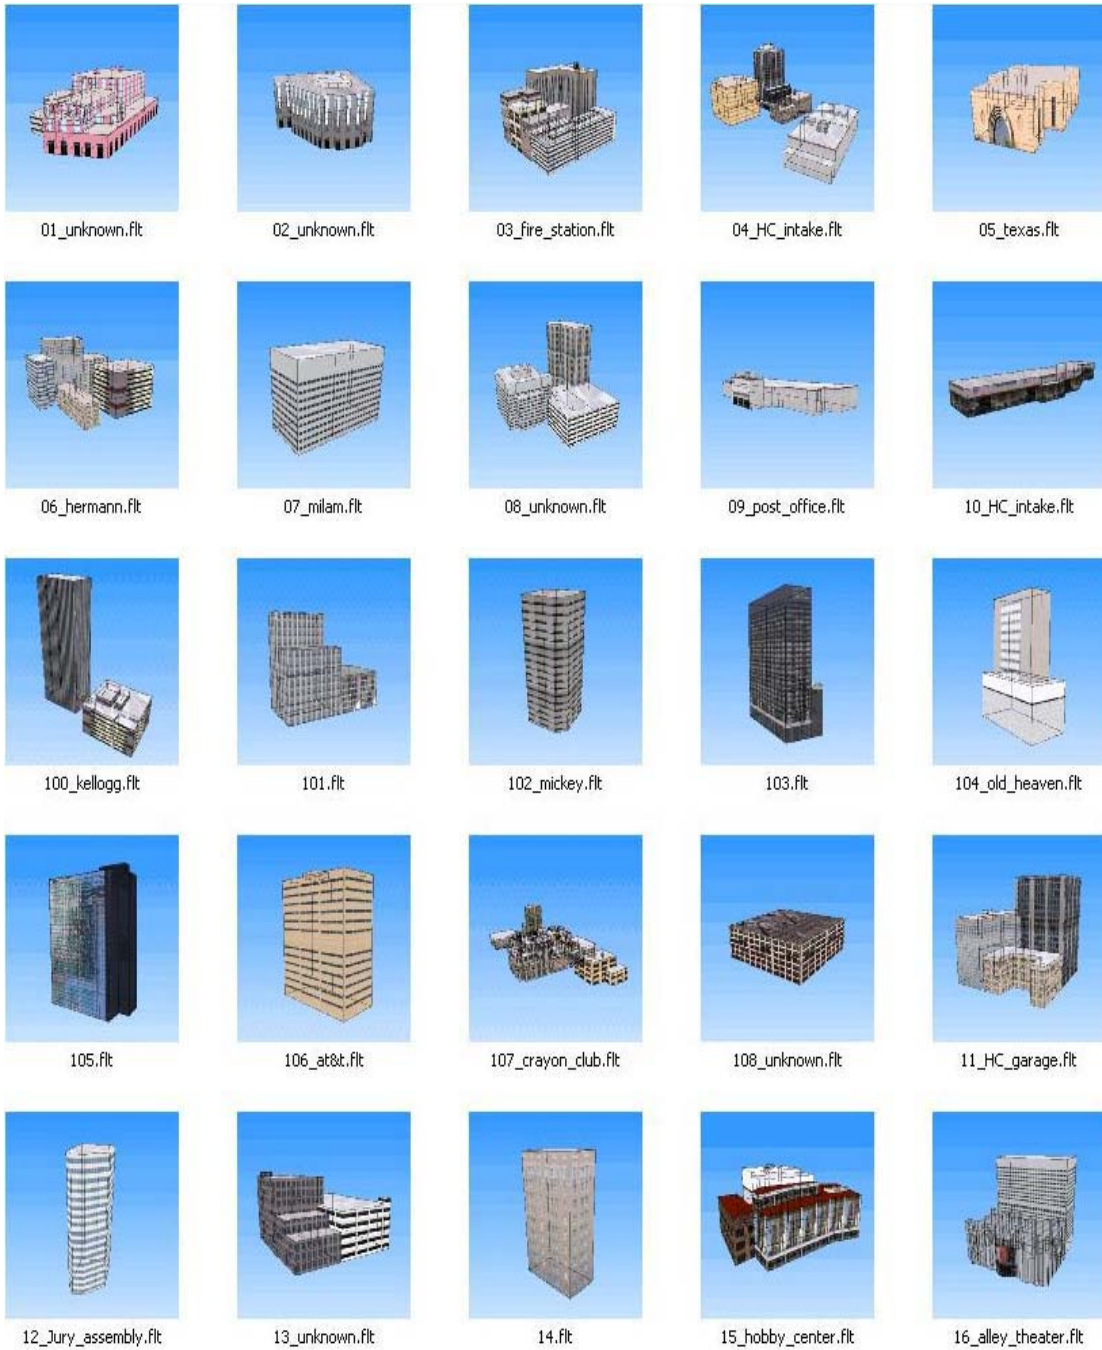 01_unknown.flt
02_unknown.flt
03_fire_station.flt
04_HC_intake.flt
05_texas.flt
06_hermann.flt
07_milam.flt
08_unknown.flt
09_post_office.flt
10_HC_intake.flt
100_kellogg.flt
101.flt
102_mickey.flt
103.flt
104_old_heaven.flt
105.flt
106_at&t.flt
107_crayon_club.flt
108_unknown.flt
11_HC_garage.flt
12_Jury_assembly.flt
13_unknown.flt
14.flt
15_hobby_center.flt
16_alley_theater.flt